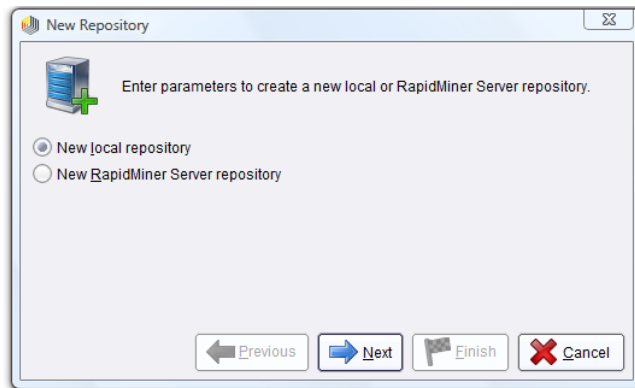 New Repository
Enter parameters to create a new local or RapidMiner Server repository.
New local repository
New RapidMiner Server repository
Previous Next Finish Cancel